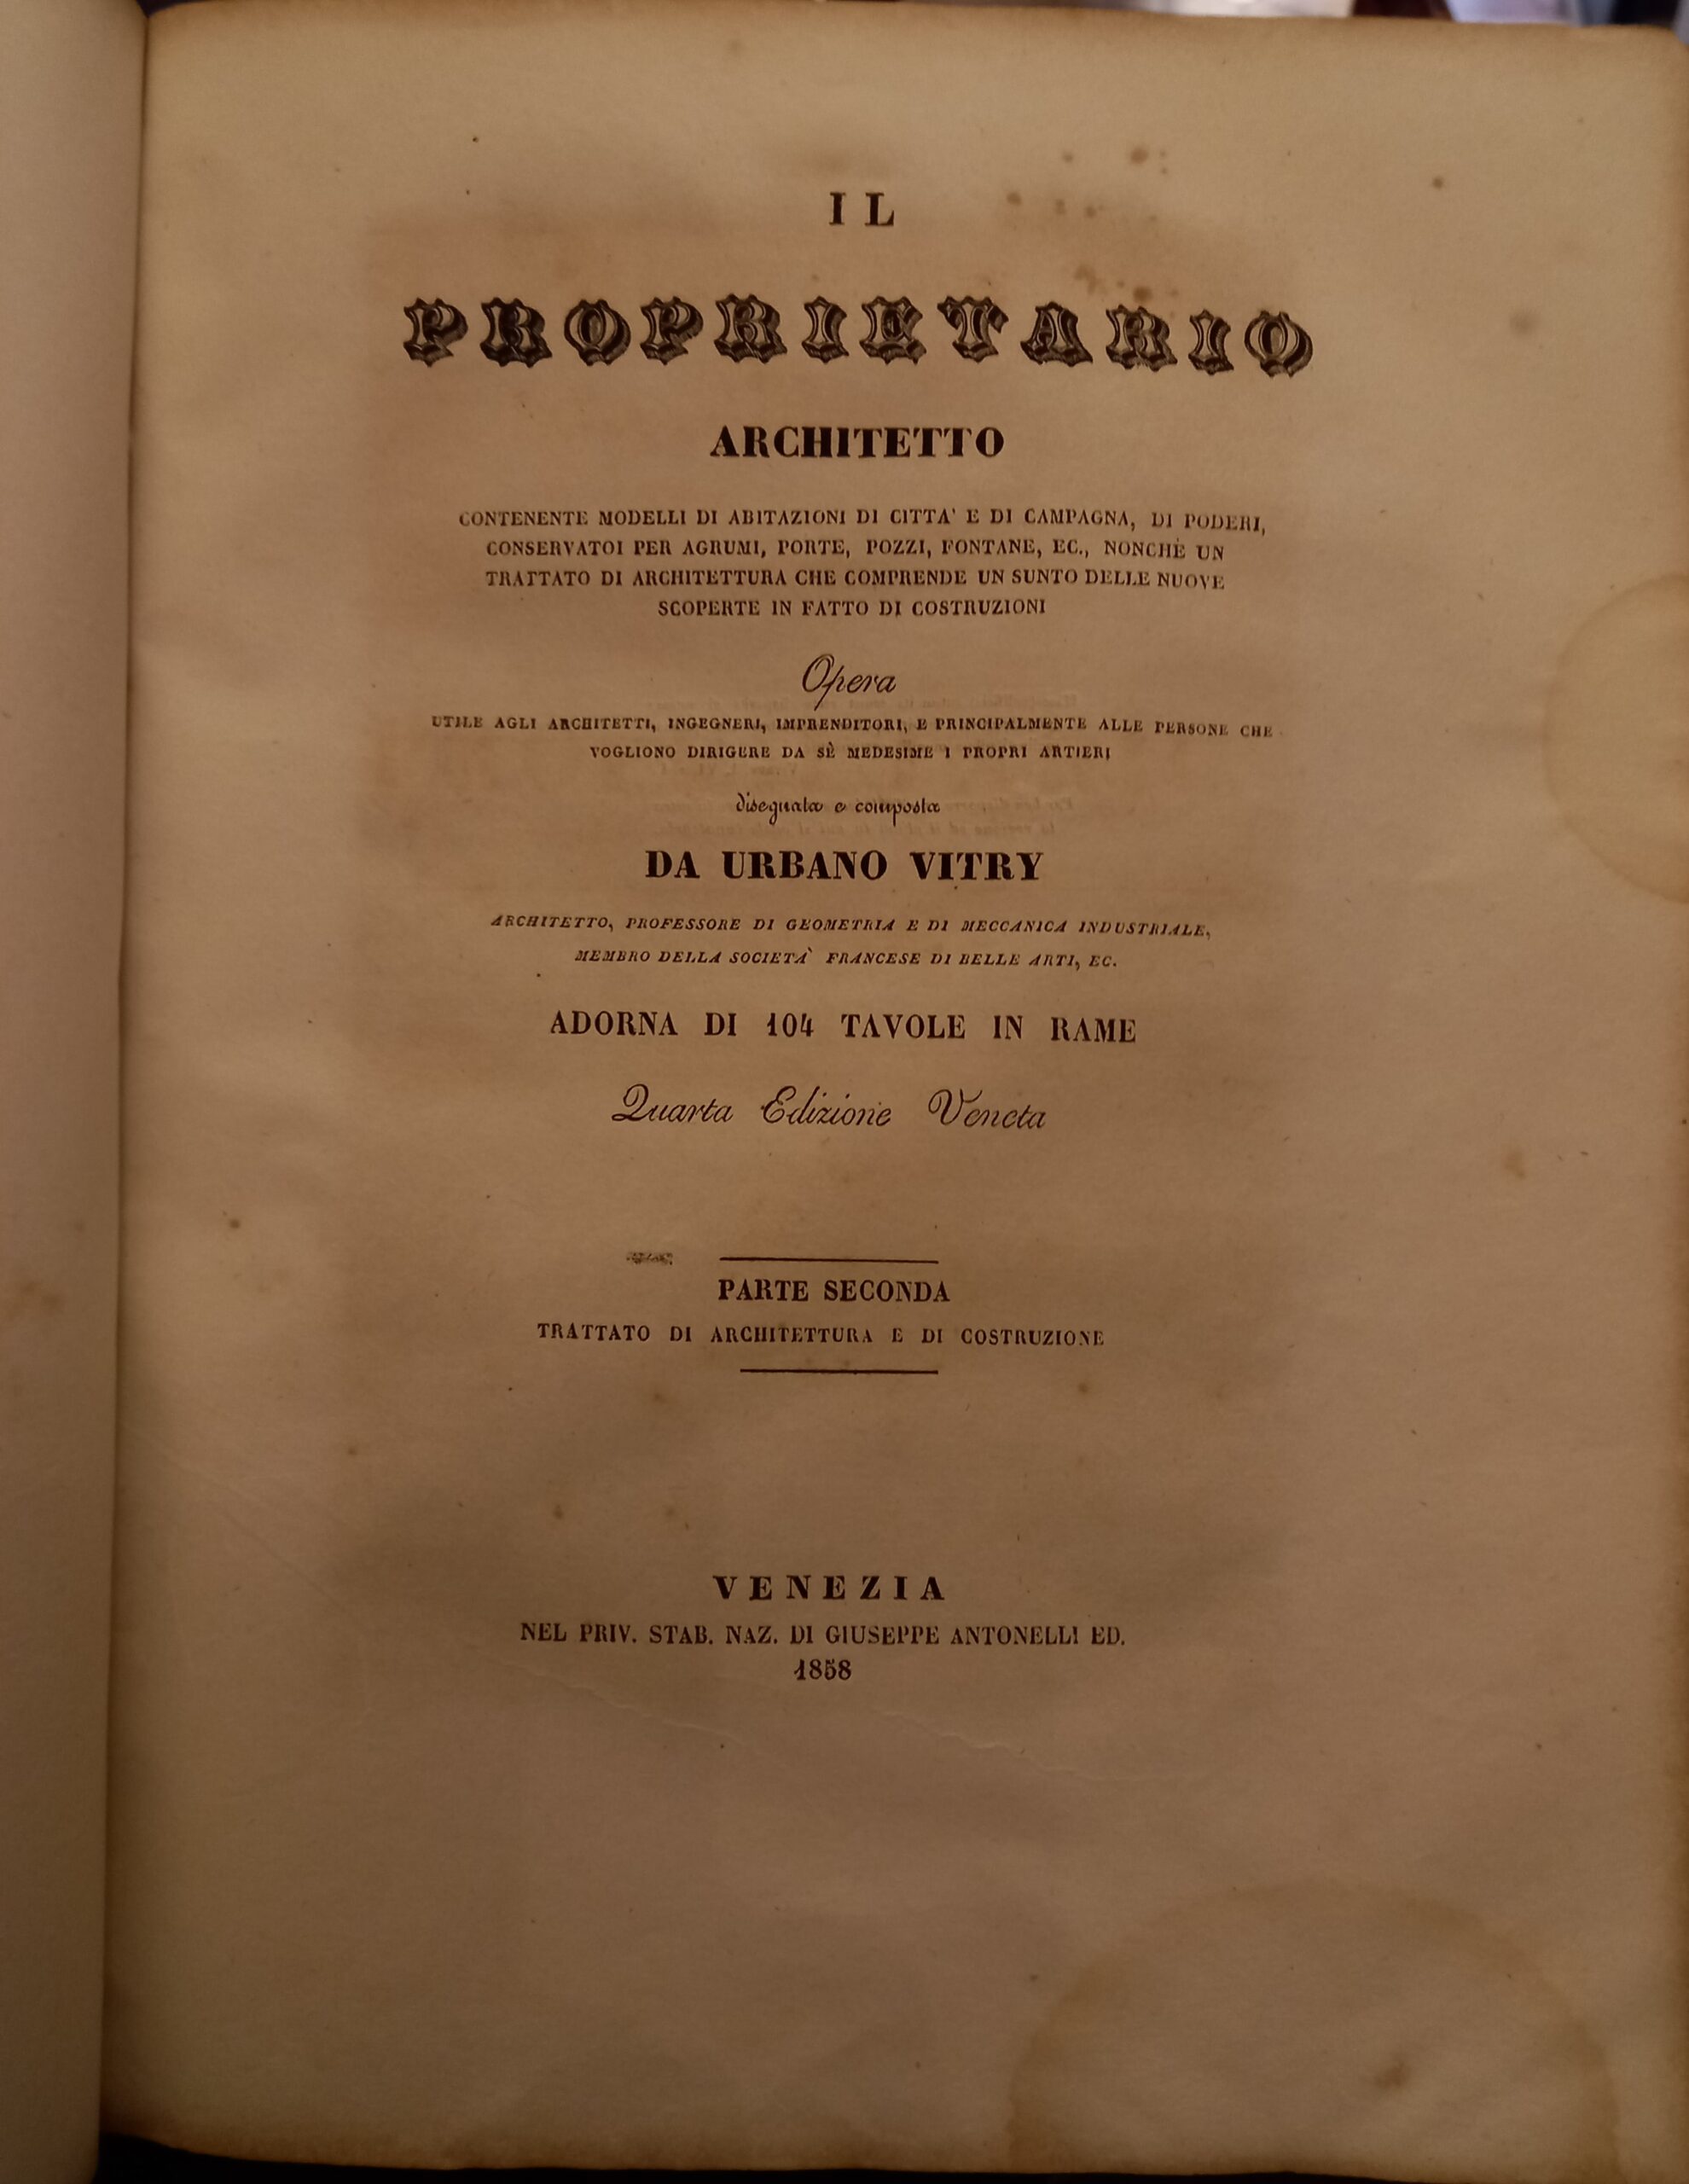 IL
PROPRIETARIO
ARCHITETTO
CONTENENTE MODELLI DI ABITAZIONI DI CITTA' E DI CAMPAGNA, DI PODERI,
CONSERVATOI PER AGRUMI, PORTE, POZZI, FONTANE, EC., NONCHÈ UN
TRATTATO DI ARCHITETTURA CHE COMPRENDE UN SUNTO DELLE NUOVE
SCOPERTE IN FATTO DI COSTRUZIONI
Opera
UTILE AGLI ARCHITETTI, INGEGNERI, IMPRENDITORI, E PRINCIPALMENTE ALLE PERSONE CHE
VOGLIONO DIRIGERE DA SÈ MEDESIME I PROPRI ARTIERI
disegnata e composta
DA URBANO VITRY
ARCHITETTO, PROFESSORE DI GEOMETRIA E DI MECCANICA INDUSTRIALE,
MEMBRO DELLA SOCIETÀ FRANCESE DI BELLE ARTI, EC.
ADORNA DI 104 TAVOLE IN RAME
Quarta Edizione Veneta
PARTE SECONDA
TRATTATO DI ARCHITETTURA E DI COSTRUZIONE
VENEZIA
NEL PRIV. STAB. NAZ. DI GIUSEPPE ANTONELLI ED.
1858